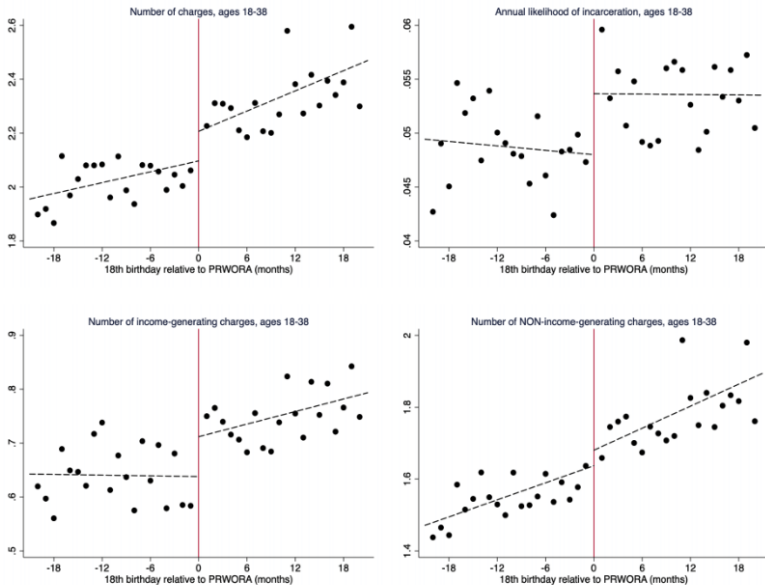 Number of charges, ages 18-38
2.6
2.4
2.2
2
1.8
-18 -12 -6 0 6 12 18
18th birthday relative to PRWORA (months)
Annual likelihood of incarceration, ages 18-38
.06
.055
.05
.045
.04
-18 -12 -6 0 6 12 18
18th birthday relative to PRWORA (months)
Number of income-generating charges, ages 18-38
.9
.8
.7
.6
.5
-18 -12 -6 0 6 12 18
18th birthday relative to PRWORA (months)
Number of NON-income-generating charges, ages 18-38
2
1.8
1.6
1.4
-18 -12 -6 0 6 12 18
18th birthday relative to PRWORA (months)